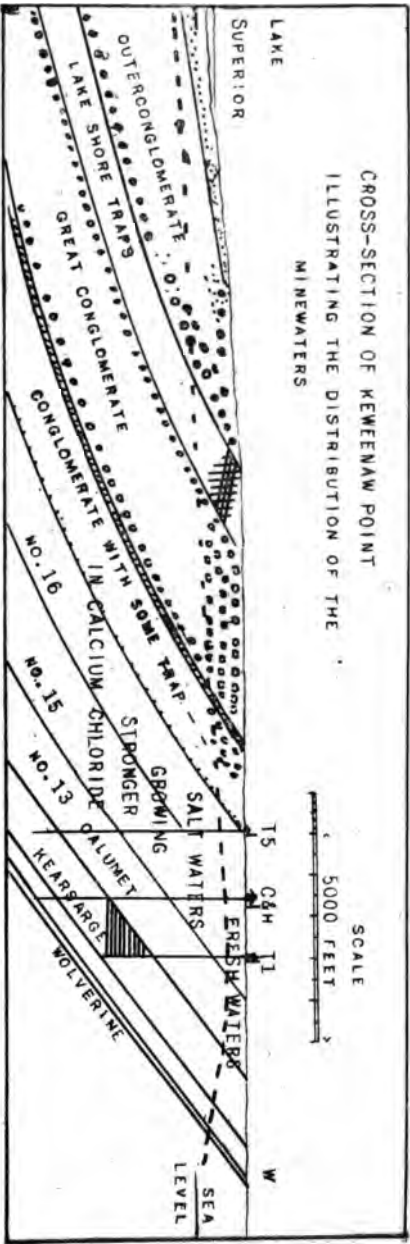 CROSS-SECTION OF KEWEENAW POINT
ILLUSTRATING THE DISTRIBUTION OF THE
MINEWATERS
LAKE
SUPERIOR
SCALE
5000 FEET
T5
C&H
T1
W
SEA
LEVEL
FRESH WATERS
SALT WATERS
GROWING
STRONGER
IN CALCIUM CHLORIDE
OUTERCONGLOMERATE
LAKE SHORE TRAPS
GREAT CONGLOMERATE
CONGLOMERATE WITH SOME TRAP
NO. 16
NO. 15
NO. 13
CALUMET
KEARSARGE
WOLVERINE